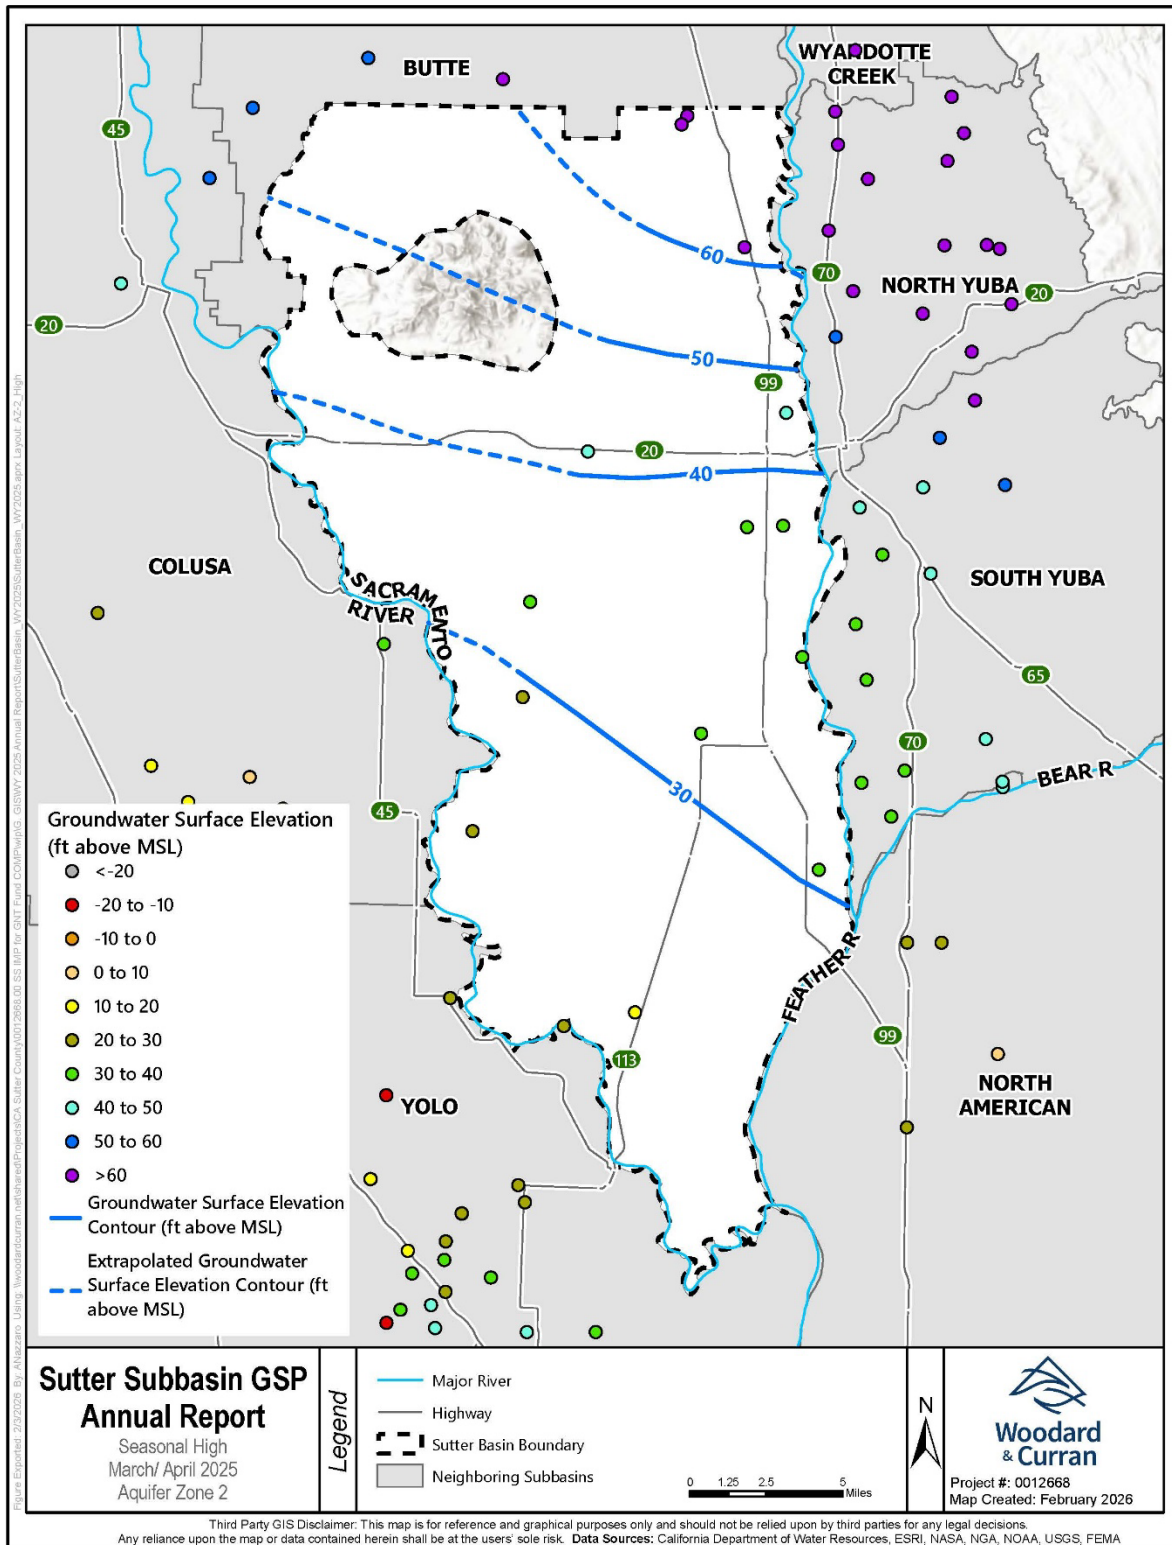 BUTTE
WYANDOTTE
CREEK
45
60
70
NORTH YUBA
20
20
50
99
20
40
COLUSA
SACRAMENTO
RIVER
SOUTH YUBA
65
30
70
BEAR R
45
FEATHER R
99
113
NORTH
AMERICAN
YOLO
Groundwater Surface Elevation
(ft above MSL)
<-20
-20 to -10
-10 to 0
0 to 10
10 to 20
20 to 30
30 to 40
40 to 50
50 to 60
>60
Groundwater Surface Elevation
Contour (ft above MSL)
Extrapolated Groundwater
Surface Elevation Contour (ft
above MSL)
Sutter Subbasin GSP
Annual Report
Seasonal High
March/ April 2025
Aquifer Zone 2
Legend
Major River
Highway
Sutter Basin Boundary
Neighboring Subbasins
0 1.25 2.5 5
Miles
N
Woodard
& Curran
Project #: 0012668
Map Created: February 2026
Third Party GIS Disclaimer: This map is for reference and graphical purposes only and should not be relied upon by third parties for any legal decisions.
Any reliance upon the map or data contained herein shall be at the users' sole risk. Data Sources: California Department of Water Resources, ESRI, NASA, NGA, NOAA, USGS, FEMA